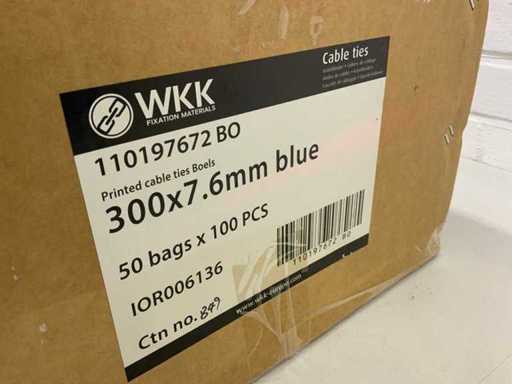 WKK
FIXATION MATERIALS
Cable ties
110197672 BO
Printed cable ties Boels
300x7.6mm blue
50 bags x 100 PCS
110197672 BO
IOR006136
Ctn no. 849